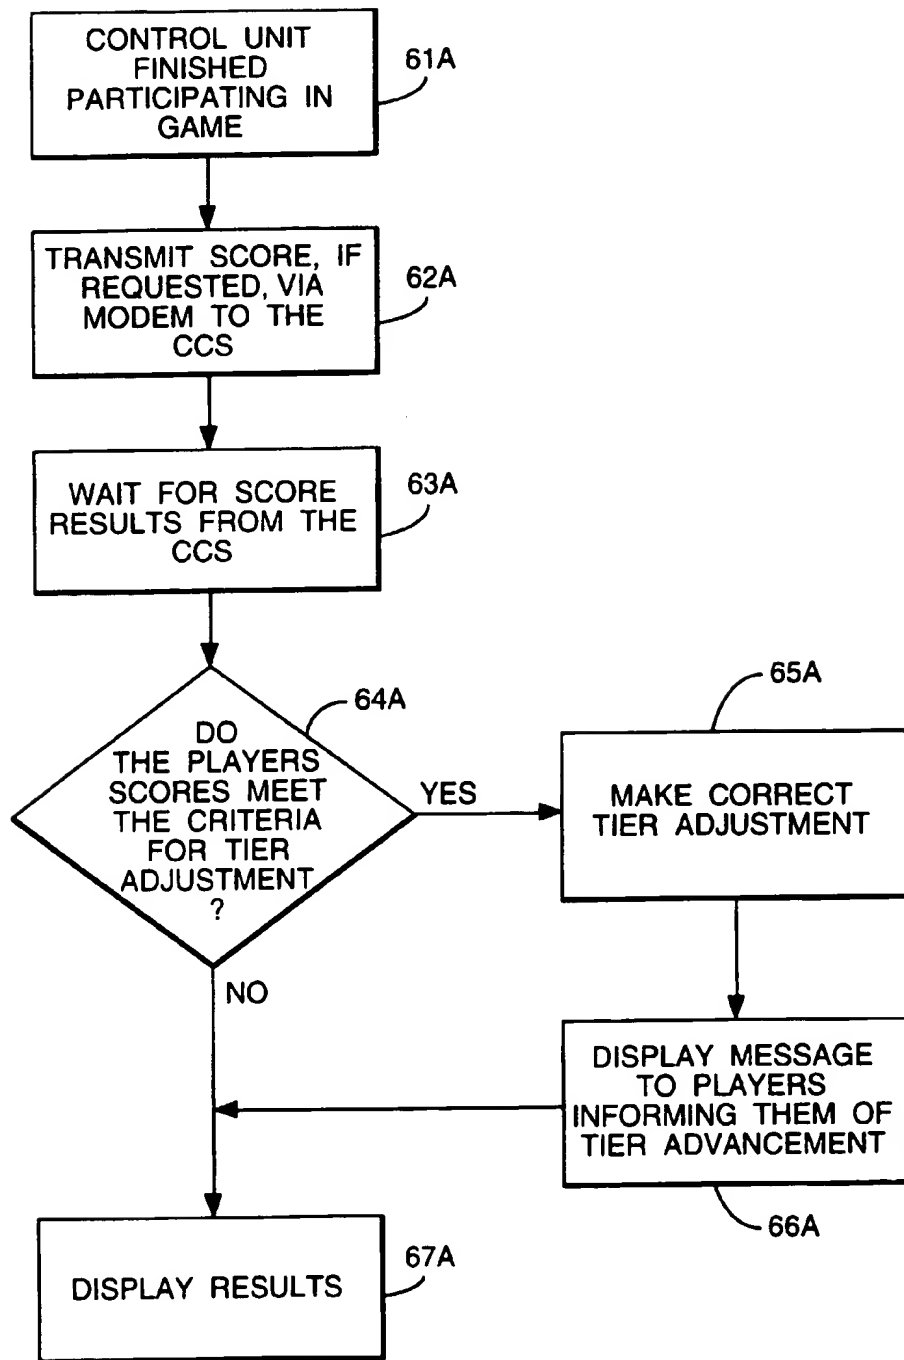 CONTROL UNIT
FINISHED
PARTICIPATING IN
GAME
61A
TRANSMIT SCORE, IF
REQUESTED, VIA
MODEM TO THE
CCS
62A
WAIT FOR SCORE
RESULTS FROM THE
CCS
63A
DO
THE PLAYERS
SCORES MEET
THE CRITERIA
FOR TIER
ADJUSTMENT
?
64A
YES
65A
MAKE CORRECT
TIER ADJUSTMENT
NO
DISPLAY MESSAGE
TO PLAYERS
INFORMING THEM OF
TIER ADVANCEMENT
66A
DISPLAY RESULTS
67A